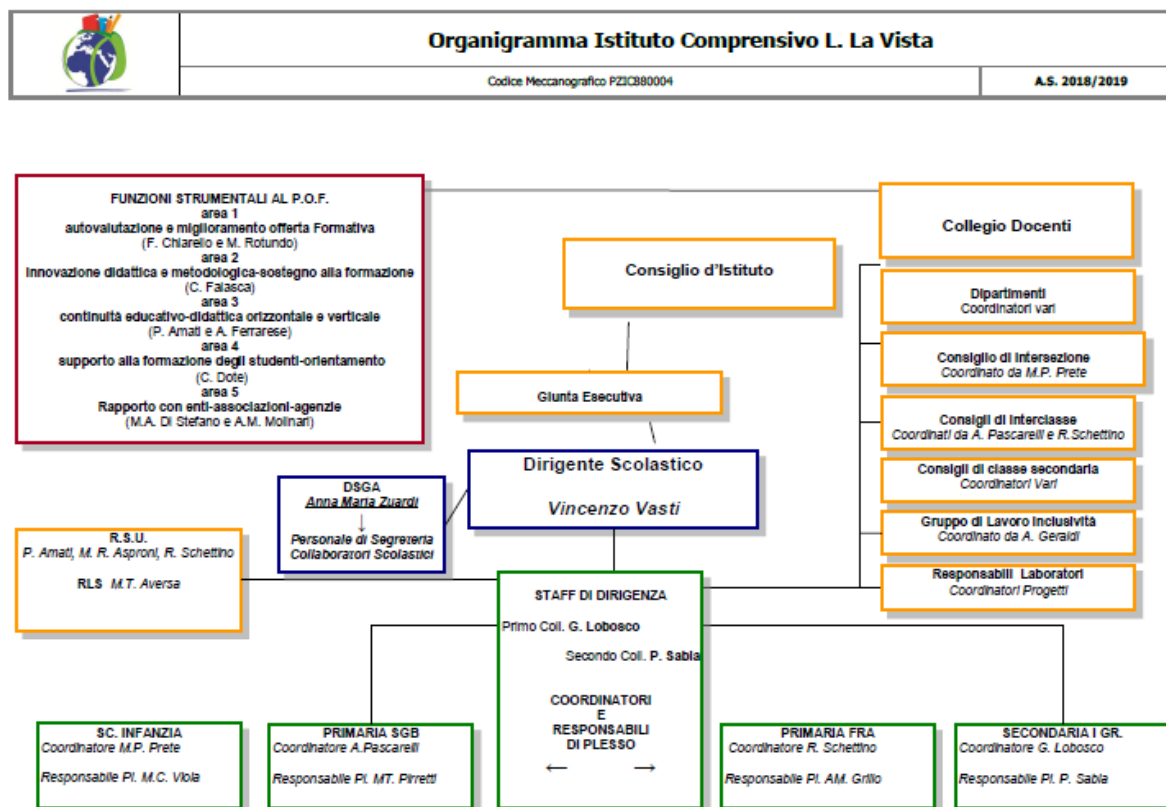 Organigramma Istituto Comprensivo L. La Vista
Codice Meccanografico PZIC880004
A.S. 2018/2019
FUNZIONI STRUMENTALI AL P.O.F.
area 1
autovalutazione e miglioramento offerta Formativa
(F. Chiarello e M. Rotundo)
area 2
Innovazione didattica e metodologica-sostegno alla formazione
(C. Falasca)
area 3
continuità educativo-didattica orizzontale e verticale
(P. Amati e A. Ferrarese)
area 4
supporto alla formazione degli studenti-orientamento
(C. Dote)
area 5
Rapporto con enti-associazioni-agenzie
(M.A. Di Stefano e A.M. Molinari)
Consiglio d'Istituto
Giunta Esecutiva
Dirigente Scolastico
Vincenzo Vasti
DSGA
Anna Maria Zuardi
↓
Personale di Segreteria
Collaboratori Scolastici
R.S.U.
P. Amati, M. R. Asproni, R. Schettino
RLS M.T. Aversa
Collegio Docenti
Dipartimenti
Coordinatori vari
Consiglio di Intersezione
Coordinato da M.P. Prete
Consigli di Interclasse
Coordinati da A. Pascarelli e R.Schettino
Consigli di classe secondaria
Coordinatori Vari
Gruppo di Lavoro Inclusività
Coordinato da A. Geraldi
Responsabili Laboratori
Coordinatori Progetti
STAFF DI DIRIGENZA
Primo Coll. G. Lobosco
Secondo Coll. P. Sabia
COORDINATORI
E
RESPONSABILI
DI PLESSO
← →
SC. INFANZIA
Coordinatore M.P. Prete
Responsabile Pl. M.C. Viola
PRIMARIA SGB
Coordinatore A.Pascarelli
Responsabile Pl. MT. Pirretti
PRIMARIA FRA
Coordinatore R. Schettino
Responsabile Pl. AM. Grillo
SECONDARIA I GR.
Coordinatore G. Lobosco
Responsabile Pl. P. Sabia